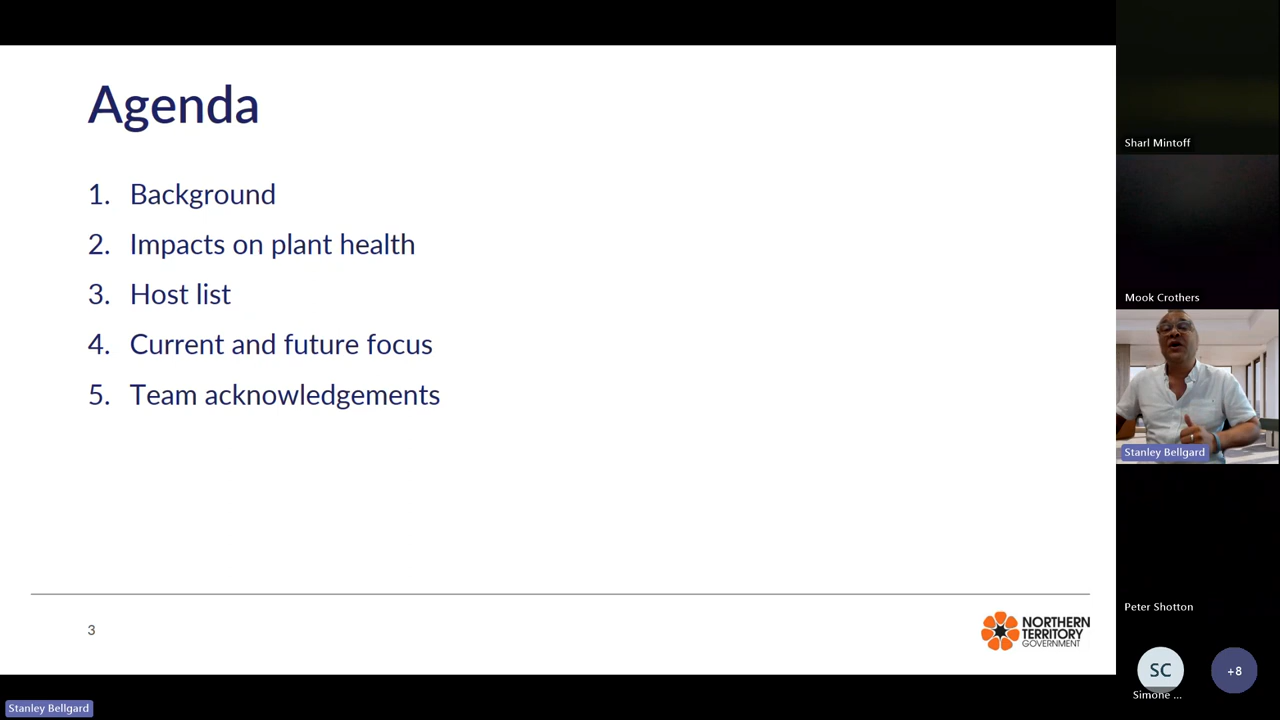 Agenda
1. Background
2. Impacts on plant health
3. Host list
4. Current and future focus
5. Team acknowledgements
3
NORTHERN
TERRITORY
GOVERNMENT
Sharl Mintoff
Mook Crothers
Stanley Bellgard
Peter Shotton
SC
Simone ...
+8
Stanley Bellgard